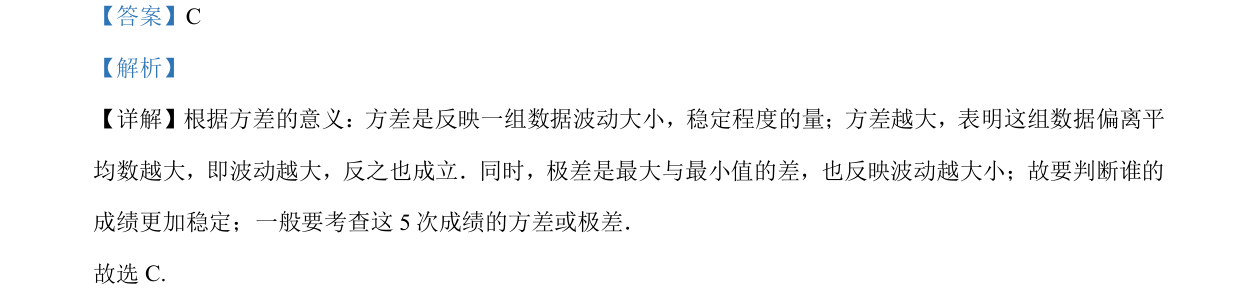 【答案】C
【解析】
【详解】根据方差的意义：方差是反映一组数据波动大小，稳定程度的量；方差越大，表明这组数据偏离平
均数越大，即波动越大，反之也成立．同时，极差是最大与最小值的差，也反映波动越大小；故要判断谁的
成绩更加稳定；一般要考查这 5 次成绩的方差或极差．
故选 C.